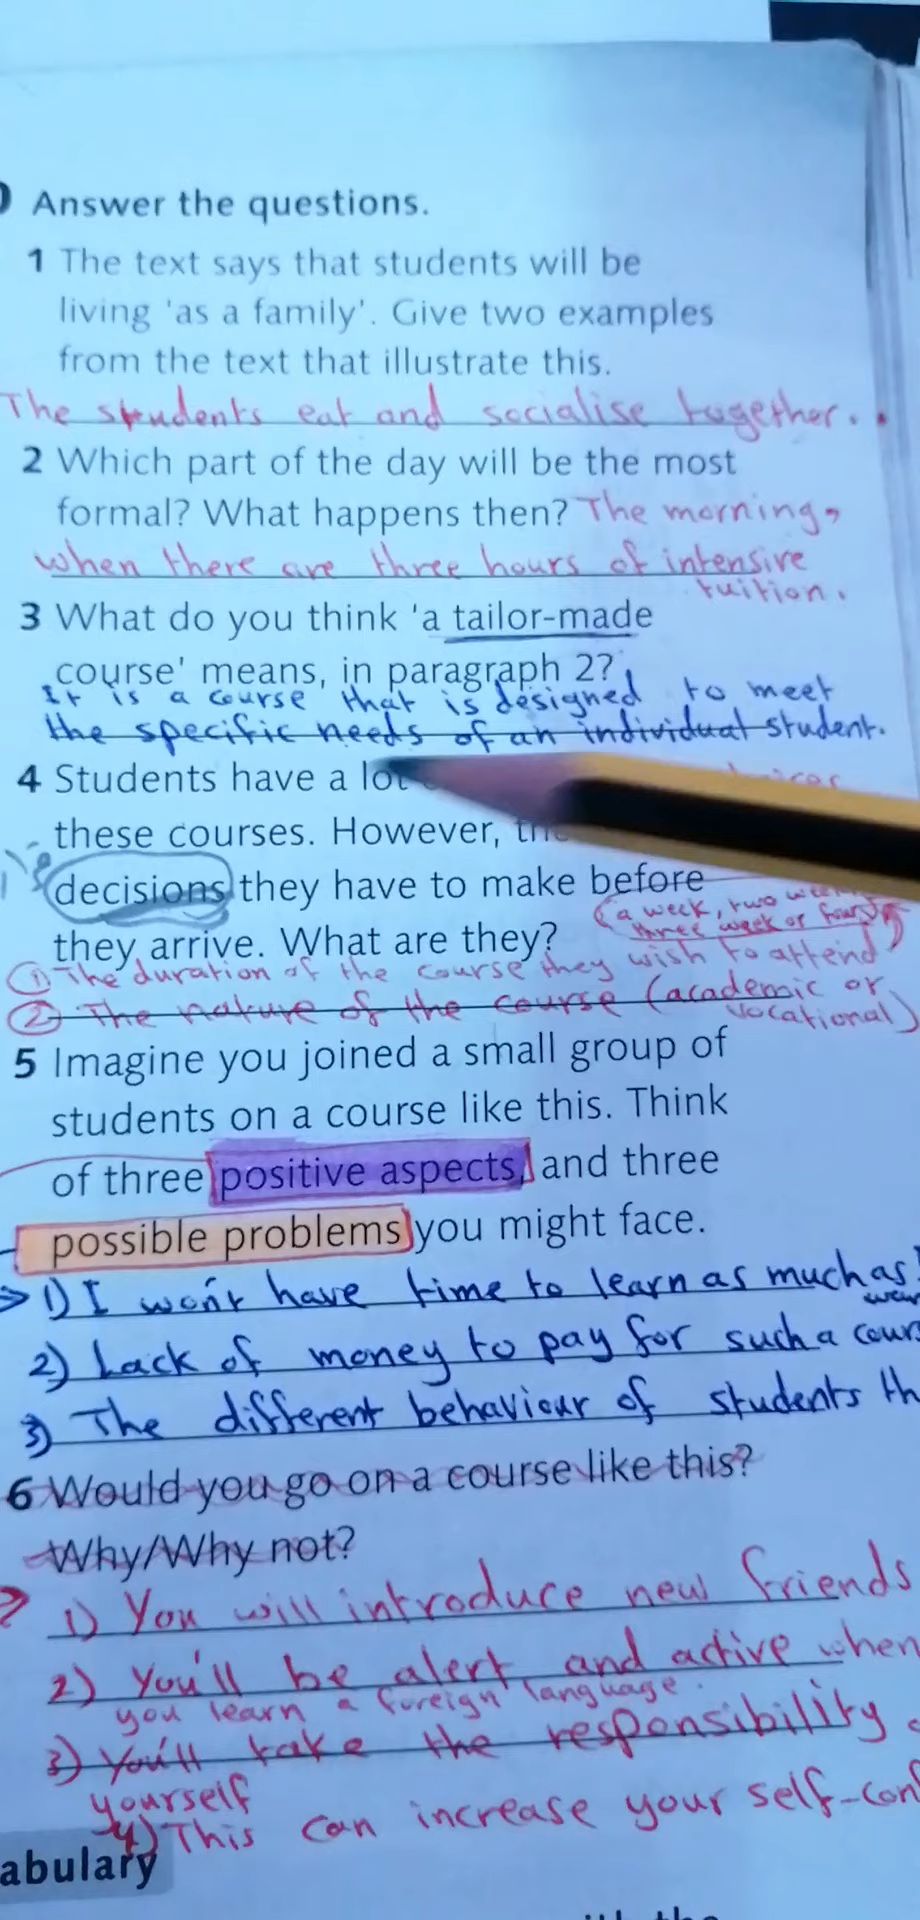 Answer the questions.
1 The text says that students will be
living 'as a family'. Give two examples
from the text that illustrate this.
The students eat and socialise together..
2 Which part of the day will be the most
formal? What happens then? The morning,
when there are three hours of intensive
tuition.
3 What do you think 'a tailor-made
course' means, in paragraph 2?
It is a course that is designed to meet
the specific needs of an individual student.
4 Students have a lot
these courses. However,
decisions they have to make before
(a week, two
three week or four)
they arrive. What are they?
① The duration of the course they wish to attend
② The nature of the course (academic or
vocational)
5 Imagine you joined a small group of
students on a course like this. Think
of three positive aspects, and three
possible problems you might face.
1) I won't have time to learn as much as
2) Lack of money to pay for such a
3) The different behaviour of students
6 Would you go on a course like this?
Why/Why not?
1) You will introduce new friends
2) You'll be alert and active when
you learn a foreign language.
3) You'll take the responsibility
yourself
4) This can increase your